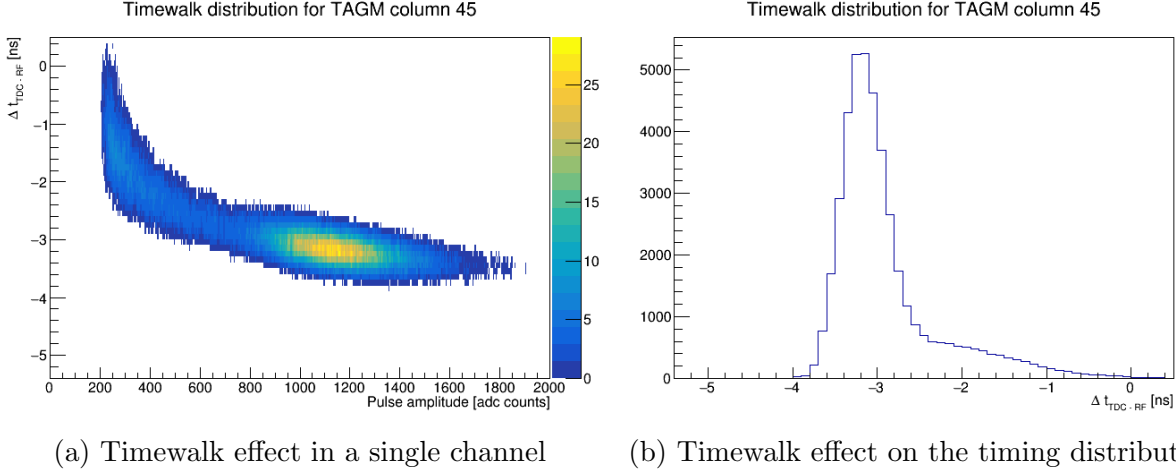 Timewalk distribution for TAGM column 45
Δ t TDC - RF [ns]
0
−1
−2
−3
−4
−5
0 200 400 600 800 1000 1200 1400 1600 1800 2000
Pulse amplitude [adc counts]
25
20
15
10
5
0
(a) Timewalk effect in a single channel
Timewalk distribution for TAGM column 45
5000
4000
3000
2000
1000
0
−5 −4 −3 −2 −1 0
Δ t TDC - RF [ns]
(b) Timewalk effect on the timing distribut